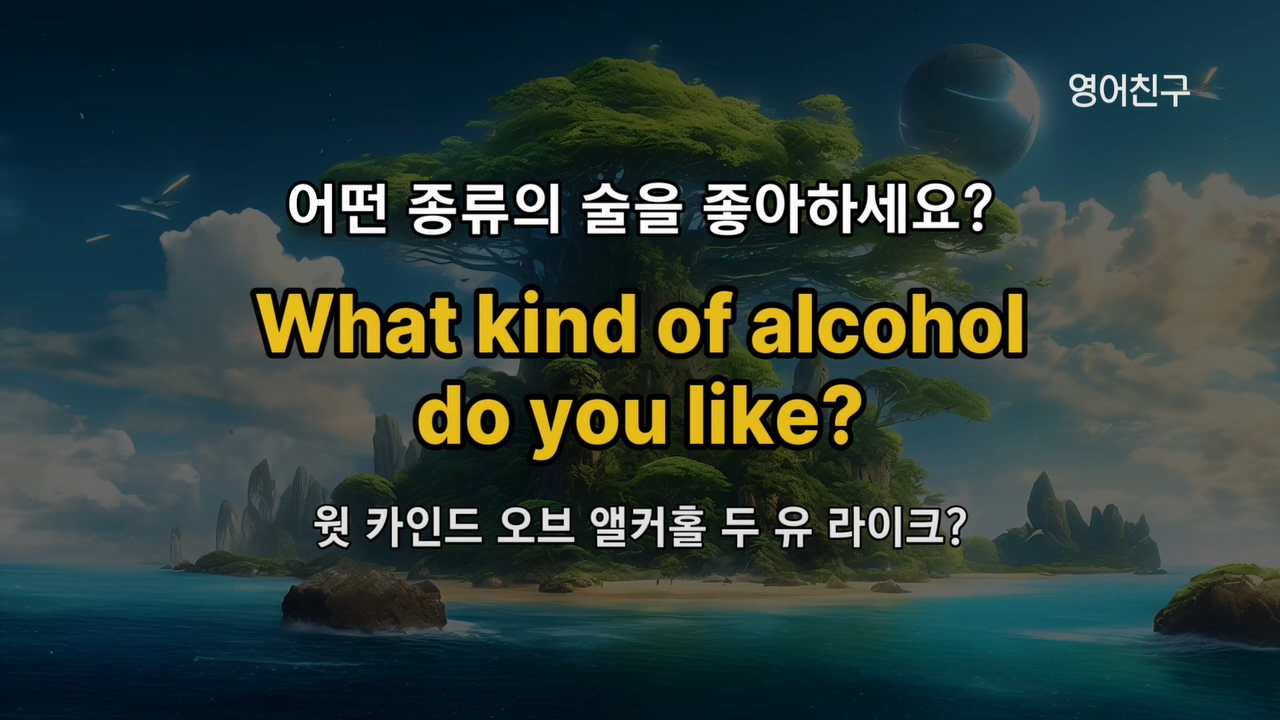 영어친구
어떤 종류의 술을 좋아하세요?
What kind of alcohol
do you like?
웟 카인드 오브 앨커홀 두 유 라이크?